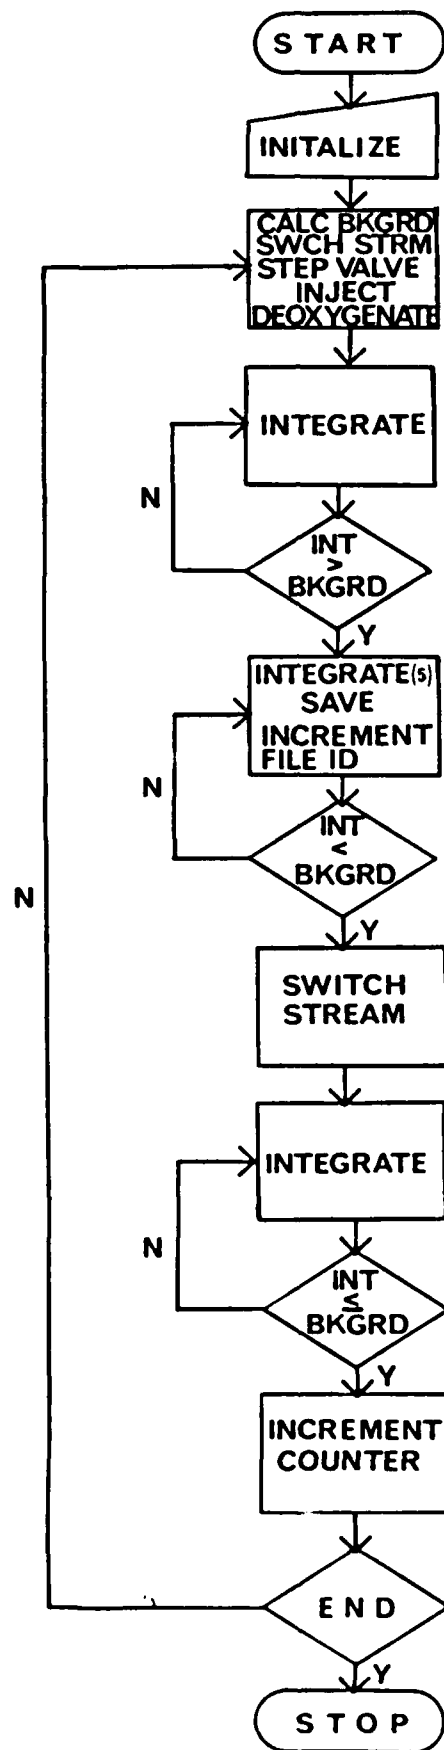 START
INITALIZE
CALC BKGRD
SWCH STRM
STEP VALVE
INJECT
DEOXYGENATE
INTEGRATE
N
INT
>
BKGRD
Y
INTEGRATE(s)
SAVE
INCREMENT
FILE ID
N
INT
<
BKGRD
N
Y
SWITCH
STREAM
INTEGRATE
N
INT
≤
BKGRD
Y
INCREMENT
COUNTER
END
Y
STOP